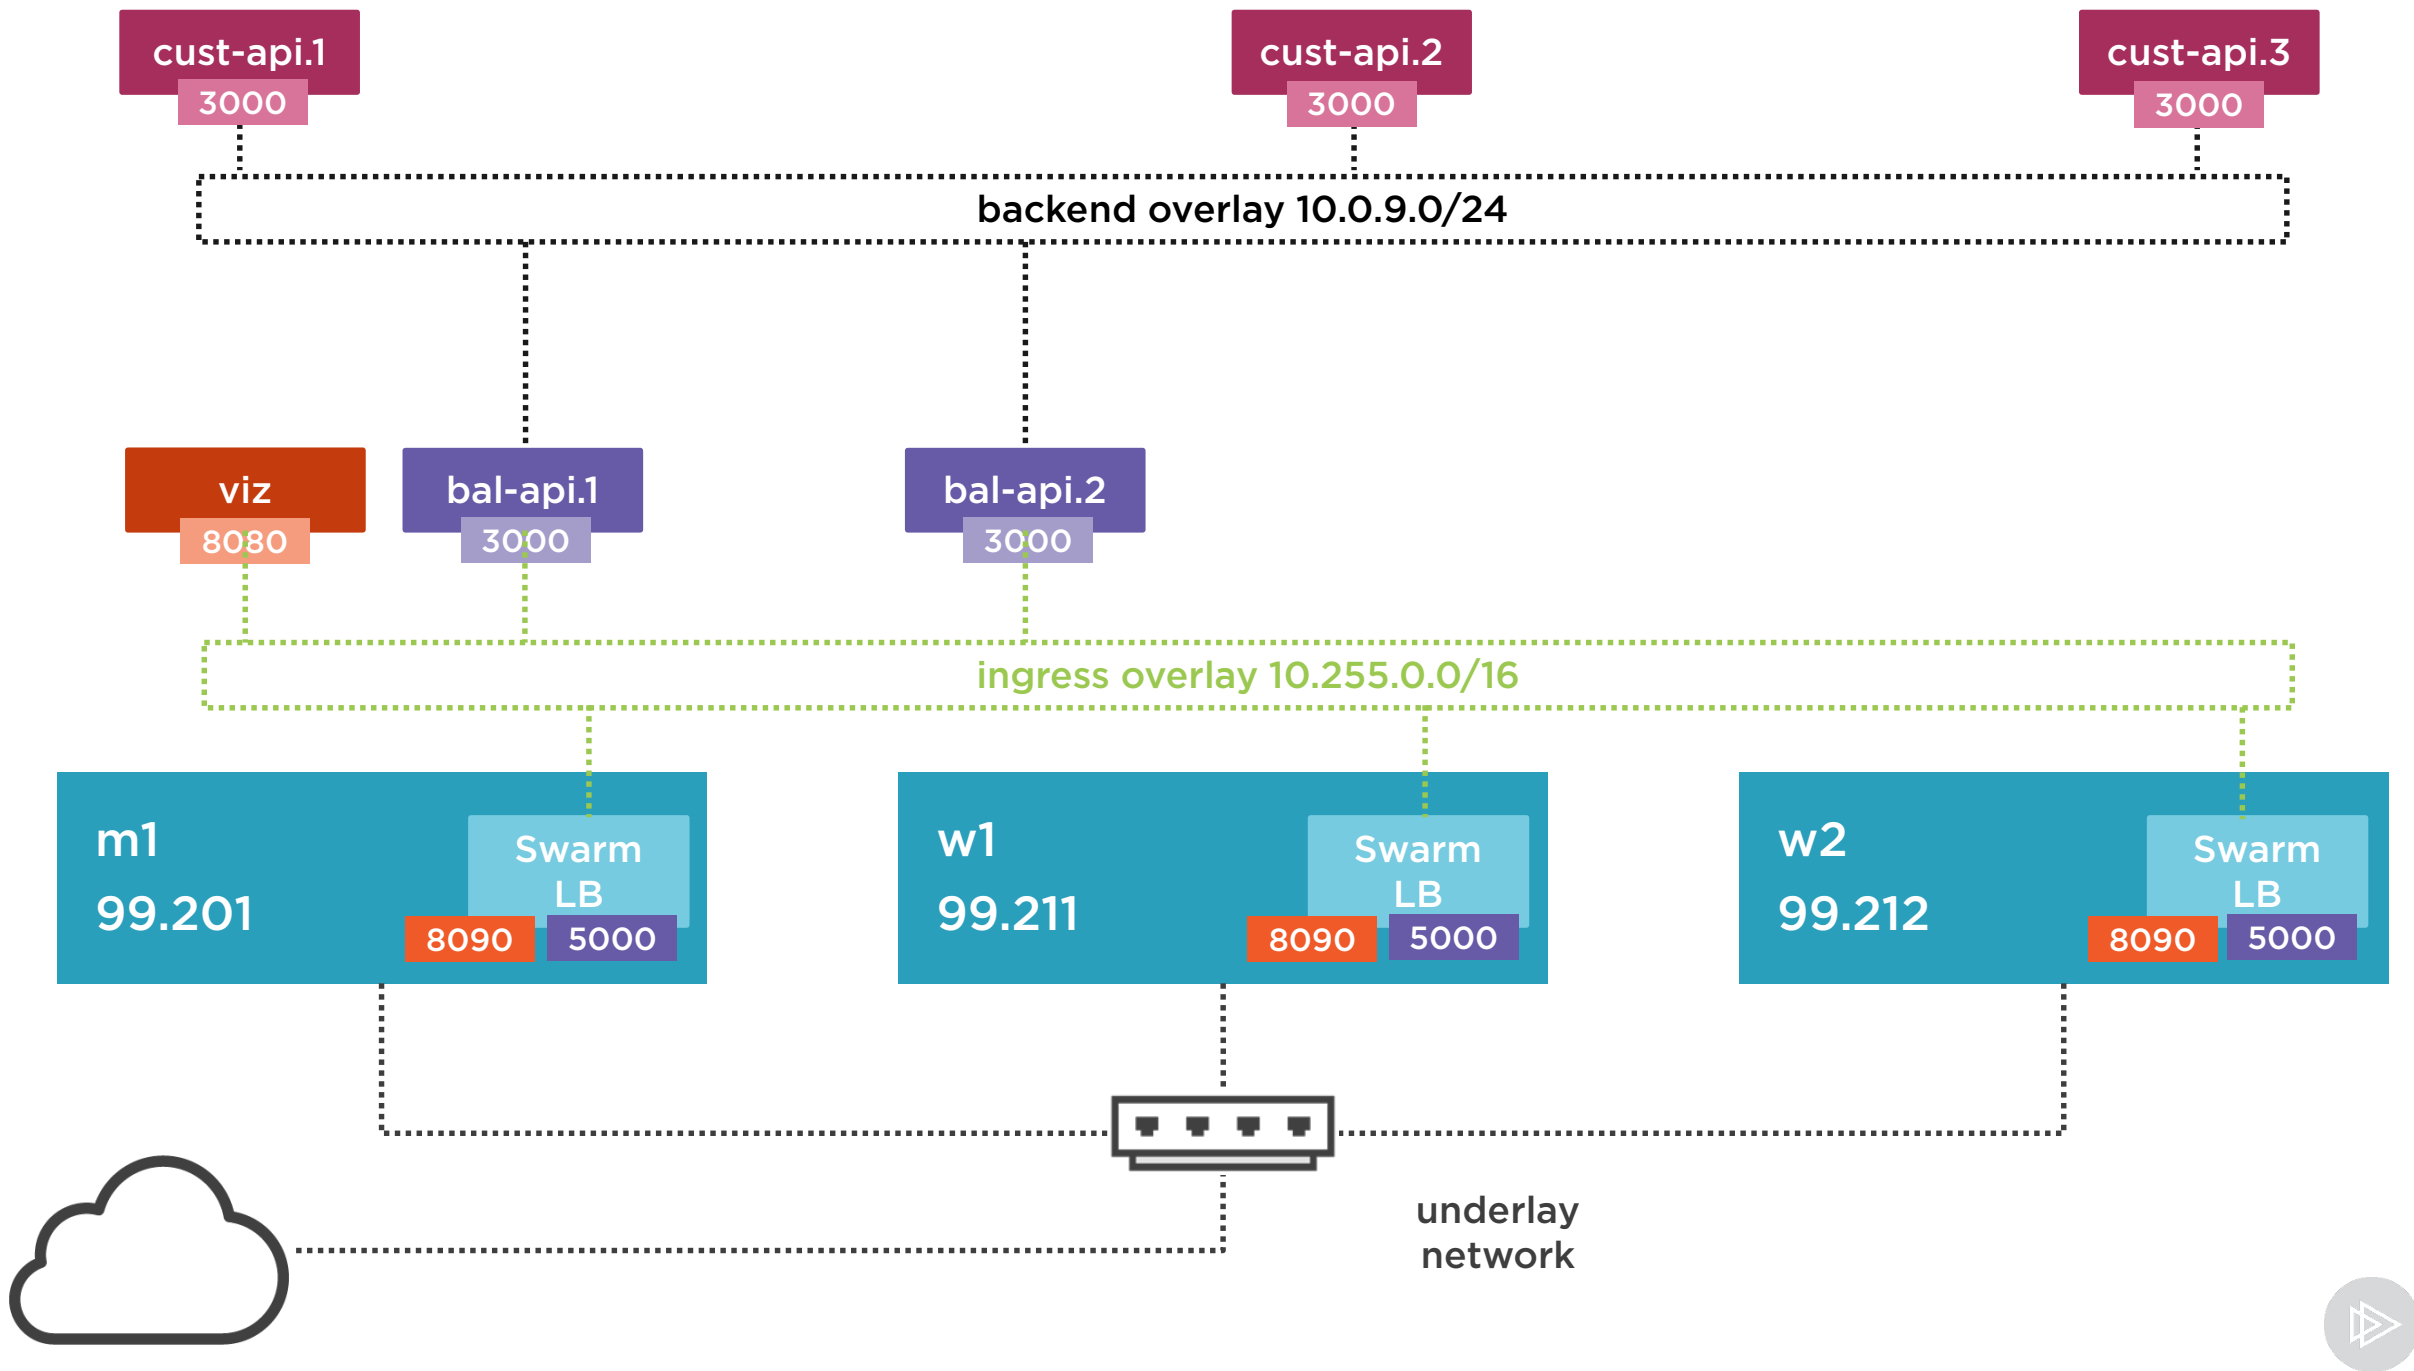 cust-api.1
3000
cust-api.2
3000
cust-api.3
3000
backend overlay 10.0.9.0/24
viz
8080
bal-api.1
3000
bal-api.2
3000
ingress overlay 10.255.0.0/16
m1
99.201
Swarm
LB
8090
5000
w1
99.211
Swarm
LB
8090
5000
w2
99.212
Swarm
LB
8090
5000
underlay
network